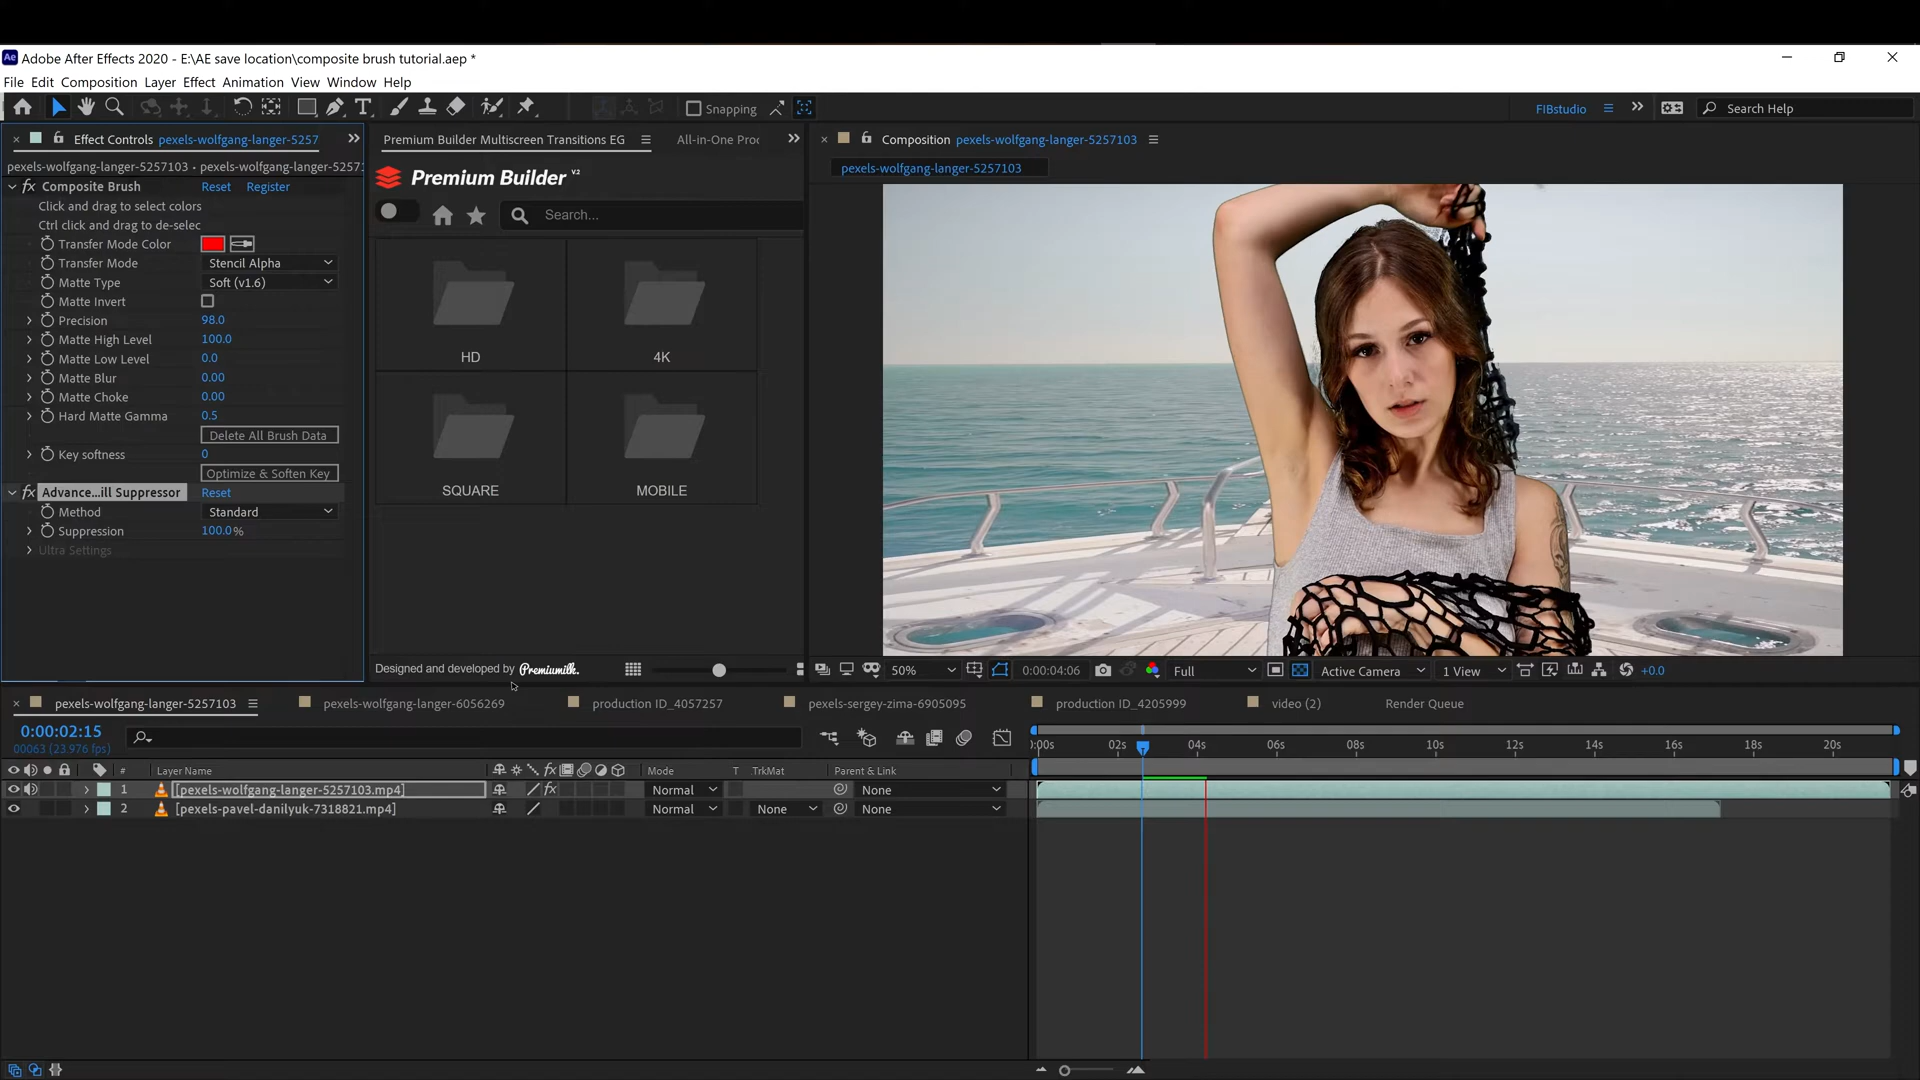 Adobe After Effects 2020 - E:\AE save location\composite brush tutorial.aep *
File Edit Composition Layer Effect Animation View Window Help
Snapping
FIBstudio
Search Help
Effect Controls pexels-wolfgang-langer-5257
Premium Builder Multiscreen Transitions EG
All-in-One Proc
Composition pexels-wolfgang-langer-5257103
pexels-wolfgang-langer-5257103 • pexels-wolfgang-langer-52571
pexels-wolfgang-langer-5257103
fx Composite Brush Reset Register
Click and drag to select colors
Ctrl click and drag to de-selec
Transfer Mode Color
Transfer Mode Stencil Alpha
Matte Type Soft (v1.6)
Matte Invert
Precision 98.0
Matte High Level 100.0
Matte Low Level 0.0
Matte Blur 0.00
Matte Choke 0.00
Hard Matte Gamma 0.5
Delete All Brush Data
Key softness 0
Optimize & Soften Key
fx Advance...ill Suppressor Reset
Method Standard
Suppression 100.0%
Ultra Settings
Premium Builder V2
Search...
HD
4K
SQUARE
MOBILE
Designed and developed by Premiumilk.
50%
0:00:04:06
Full
Active Camera
1 View
+0.0
pexels-wolfgang-langer-5257103
pexels-wolfgang-langer-6056269
production ID_4057257
pexels-sergey-zima-6905095
production ID_4205999
video (2)
Render Queue
0:00:02:15
00063 (23.976 fps)
:00s 02s 04s 06s 08s 10s 12s 14s 16s 18s 20s
# Layer Name fx Mode T .TrkMat Parent & Link
1 [pexels-wolfgang-langer-5257103.mp4] fx Normal None
2 [pexels-pavel-danilyuk-7318821.mp4] Normal None None